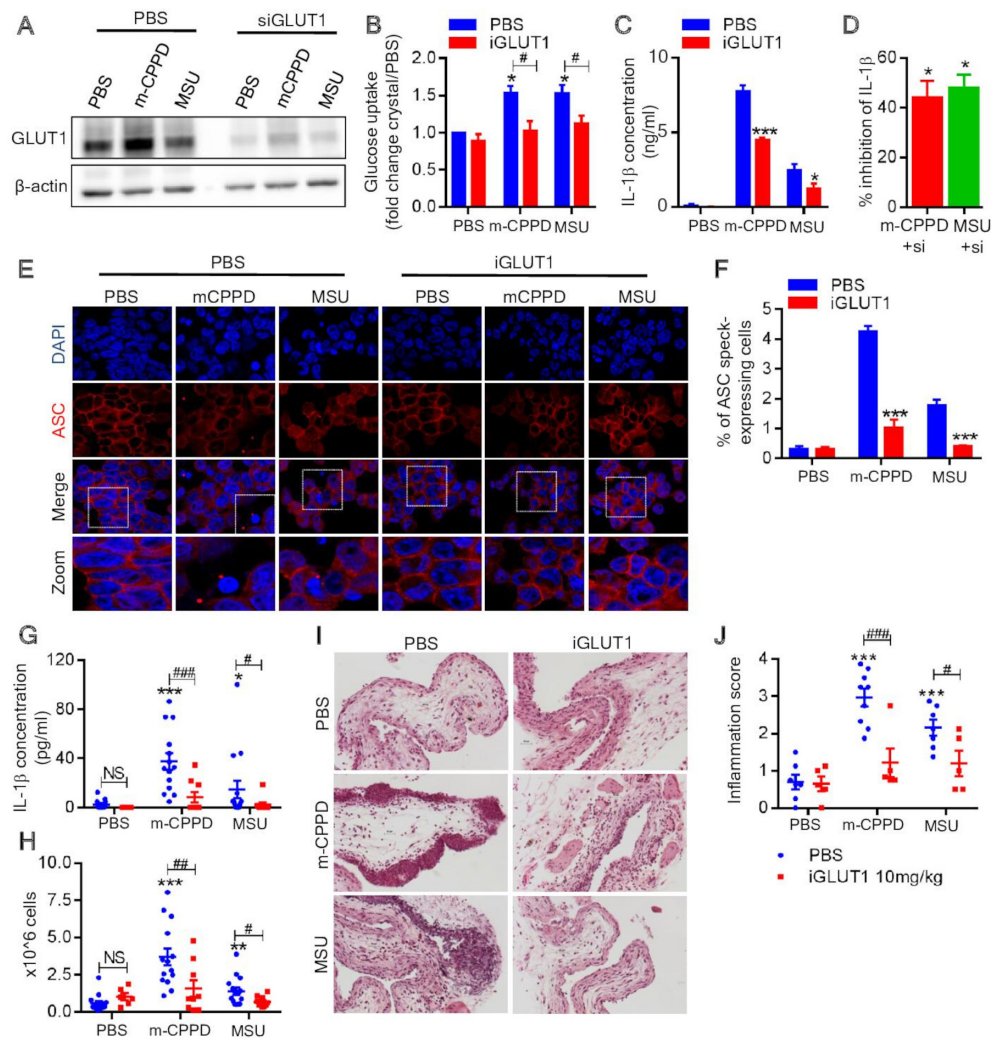 A
PBS
siGLUT1
PBS
m-CPPD
MSU
PBS
mCPPD
MSU
GLUT1
β-actin
B
PBS
iGLUT1
Glucose uptake
(fold change crystal/PBS)
2.0
1.5
1.0
0.5
0.0
*
#
*
#
PBS m-CPPD MSU
C
PBS
iGLUT1
IL-1β concentration
(ng/ml)
10
5
0
***
*
PBS m-CPPD MSU
D
% inhibition of IL-1β
60
40
20
0
* *
m-CPPD MSU
+si +si
E
PBS
iGLUT1
PBS mCPPD MSU PBS mCPPD MSU
DAPI
ASC
Merge
Zoom
F
PBS
iGLUT1
% of ASC speck-
expressing cells
5
4
3
2
1
0
***
***
PBS m-CPPD MSU
G
IL-1β concentration
(pg/ml)
120
80
40
0
NS
###
***
#
*
PBS m-CPPD MSU
H
x10^6 cells
10.0
7.5
5.0
2.5
0.0
NS
##
***
#
**
PBS m-CPPD MSU
I
PBS iGLUT1
PBS
m-CPPD
MSU
J
Inflammation score
4
3
2
1
0
###
***
#
***
PBS m-CPPD MSU
PBS
iGLUT1 10mg/kg